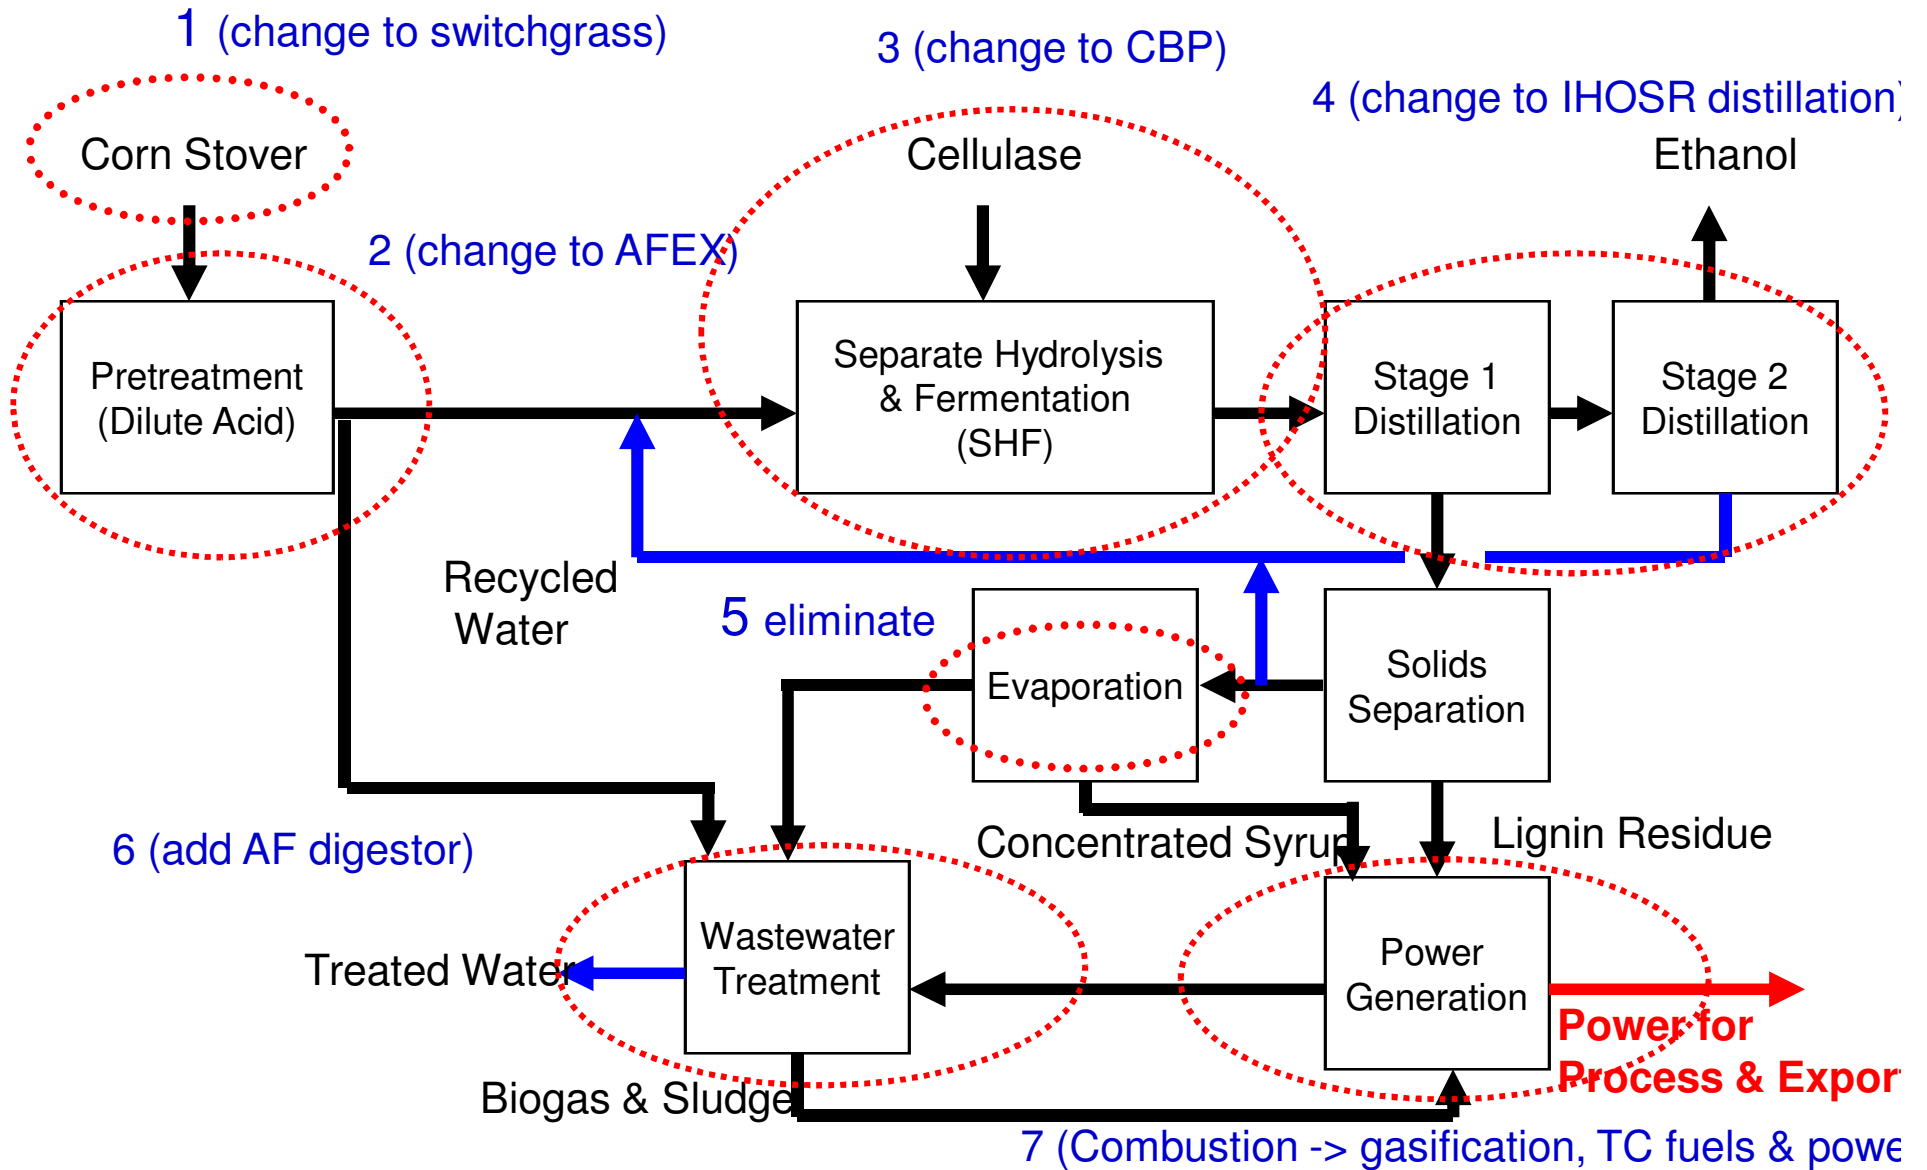 1 (change to switchgrass)
3 (change to CBP)
4 (change to IHOSR distillation)
Corn Stover
Cellulase
Ethanol
2 (change to AFEX)
Pretreatment
(Dilute Acid)
Separate Hydrolysis
& Fermentation
(SHF)
Stage 1
Distillation
Stage 2
Distillation
Recycled
Water
5 eliminate
Evaporation
Solids
Separation
6 (add AF digestor)
Concentrated Syrup
Lignin Residue
Wastewater
Treatment
Treated Water
Power
Generation
Power for
Process & Expor
Biogas & Sludge
7 (Combustion -> gasification, TC fuels & powe